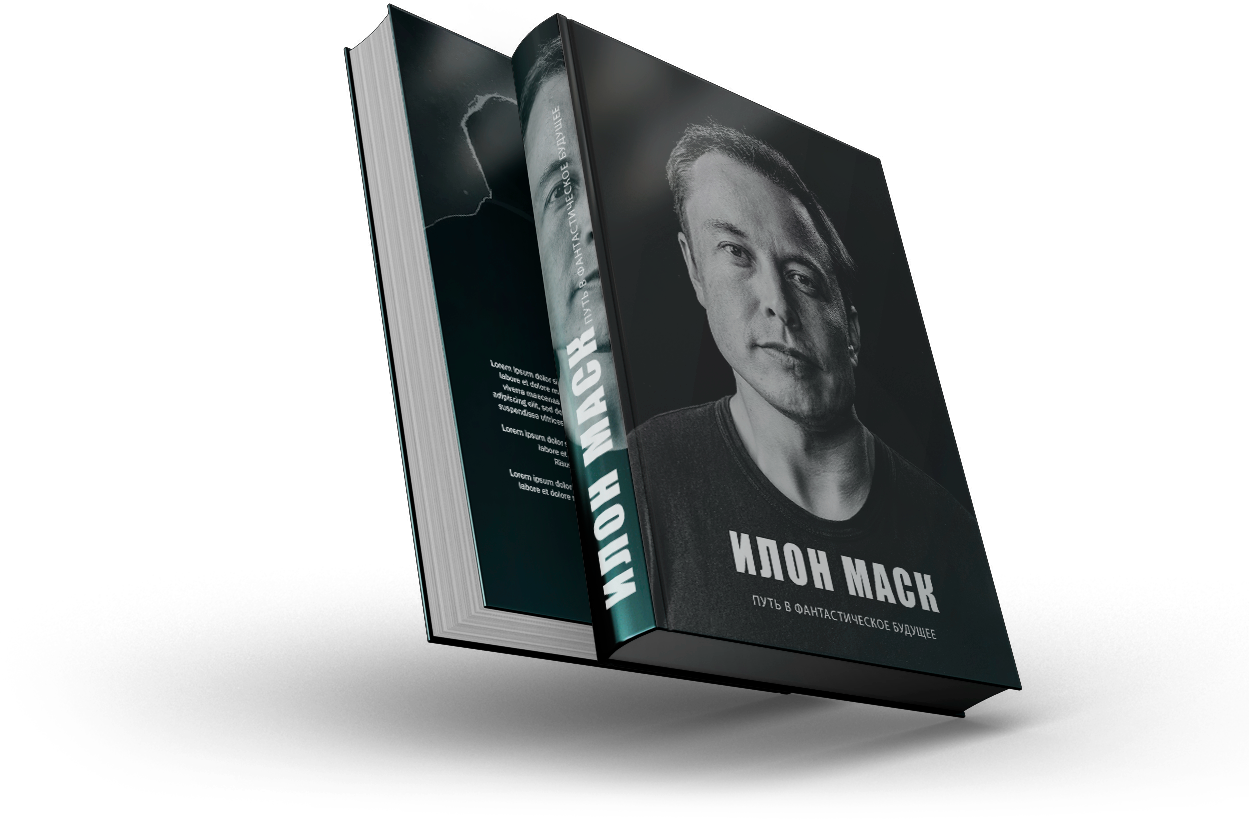 ИЛОН МАСК
ПУТЬ В ФАНТАСТИЧЕСКОЕ БУДУЩЕЕ
ИЛОН МАСК
ПУТЬ В ФАНТАСТИЧЕСКОЕ БУДУЩЕЕ
Lorem ipsum dolor
labore et dolore
viverra maecenas
adipiscing elit, sed
suspendisse ultrices
Lorem ipsum dolor
labore et
Lorem ipsum dolor
labore et dolore